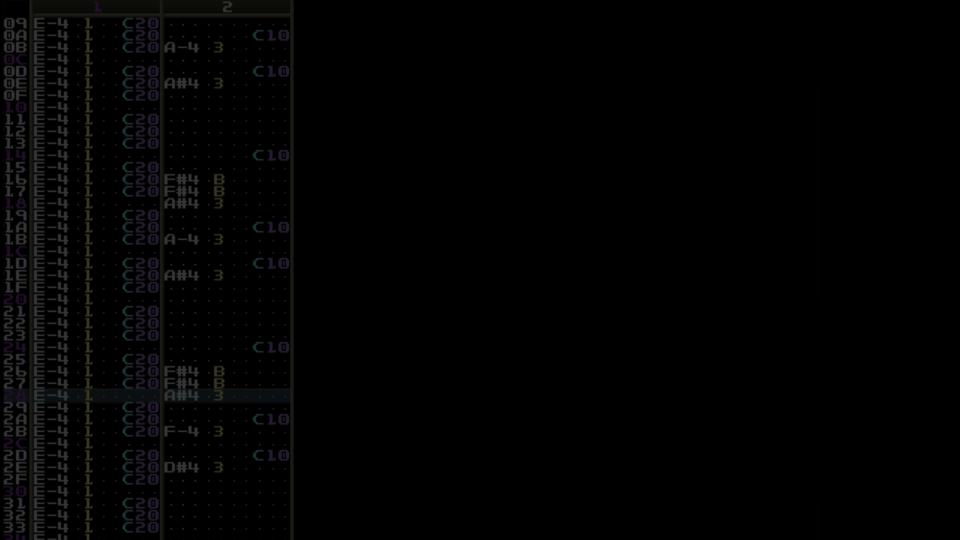 1 2
09 E-4 1 C20
0A E-4 1 C20 C10
0B E-4 1 C20 A-4 3
0C E-4 1
0D E-4 1 C20 C10
0E E-4 1 C20 A#4 3
0F E-4 1 C20
10 E-4 1
11 E-4 1 C20
12 E-4 1 C20
13 E-4 1 C20
14 E-4 1 C10
15 E-4 1 C20
16 E-4 1 C20 F#4 B
17 E-4 1 C20 F#4 B
18 E-4 1 A#4 3
19 E-4 1 C20
1A E-4 1 C20 C10
1B E-4 1 C20 A-4 3
1C E-4 1
1D E-4 1 C20 C10
1E E-4 1 C20 A#4 3
1F E-4 1 C20
20 E-4 1
21 E-4 1 C20
22 E-4 1 C20
23 E-4 1 C20
24 E-4 1 C10
25 E-4 1 C20
26 E-4 1 C20 F#4 B
27 E-4 1 C20 F#4 B
28 E-4 1 A#4 3
29 E-4 1 C20
2A E-4 1 C20 C10
2B E-4 1 C20 F-4 3
2C E-4 1
2D E-4 1 C20 C10
2E E-4 1 C20 D#4 3
2F E-4 1 C20
30 E-4 1
31 E-4 1 C20
32 E-4 1 C20
33 E-4 1 C20